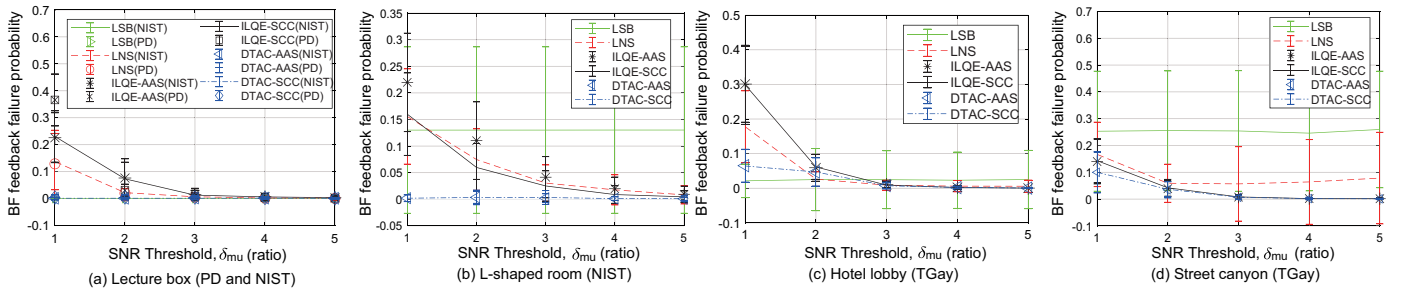 0.7
0.6
0.5
0.4
0.3
0.2
0.1
0
-0.1
BF feedback failure probability
LSB(NIST)
LSB(PD)
LNS(NIST)
LNS(PD)
ILQE-AAS(NIST)
ILQE-AAS(PD)
ILQE-SCC(NIST)
ILQE-SCC(PD)
DTAC-AAS(NIST)
DTAC-AAS(PD)
DTAC-SCC(NIST)
DTAC-SCC(PD)
1 2 3 4 5
SNR Threshold, δmu (ratio)
(a) Lecture box (PD and NIST)
0.35
0.3
0.25
0.2
0.15
0.1
0.05
0
-0.05
BF feedback failure probability
LSB
LNS
ILQE-AAS
ILQE-SCC
DTAC-AAS
DTAC-SCC
1 2 3 4 5
SNR Threshold, δmu (ratio)
(b) L-shaped room (NIST)
0.5
0.4
0.3
0.2
0.1
0
-0.1
BF feedback failure probability
LSB
LNS
ILQE-AAS
ILQE-SCC
DTAC-AAS
DTAC-SCC
1 2 3 4 5
SNR Threshold, δmu (ratio)
(c) Hotel lobby (TGay)
0.7
0.6
0.5
0.4
0.3
0.2
0.1
0
-0.1
BF feedback failure probability
LSB
LNS
ILQE-AAS
ILQE-SCC
DTAC-AAS
DTAC-SCC
1 2 3 4 5
SNR Threshold, δmu (ratio)
(d) Street canyon (TGay)